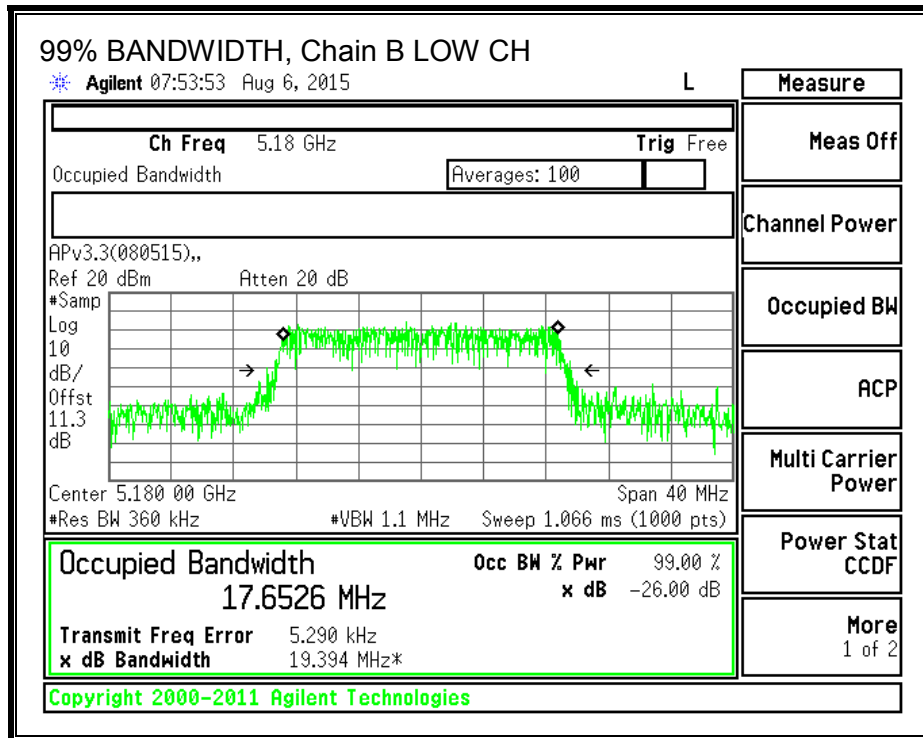 99% BANDWIDTH, Chain B LOW CH
Agilent 07:53:53 Aug 6, 2015 L
Ch Freq 5.18 GHz Trig Free
Occupied Bandwidth Averages: 100
APv3.3(080515),,
Ref 20 dBm Atten 20 dB
#Samp
Log
10
dB/
Offst
11.3
dB
Center 5.180 00 GHz Span 40 MHz
#Res BW 360 kHz #VBW 1.1 MHz Sweep 1.066 ms (1000 pts)
Occupied Bandwidth Occ BW % Pwr 99.00 %
17.6526 MHz x dB -26.00 dB
Transmit Freq Error 5.290 kHz
x dB Bandwidth 19.394 MHz*
Copyright 2000-2011 Agilent Technologies
Measure
Meas Off
Channel Power
Occupied BW
ACP
Multi Carrier
Power
Power Stat
CCDF
More
1 of 2